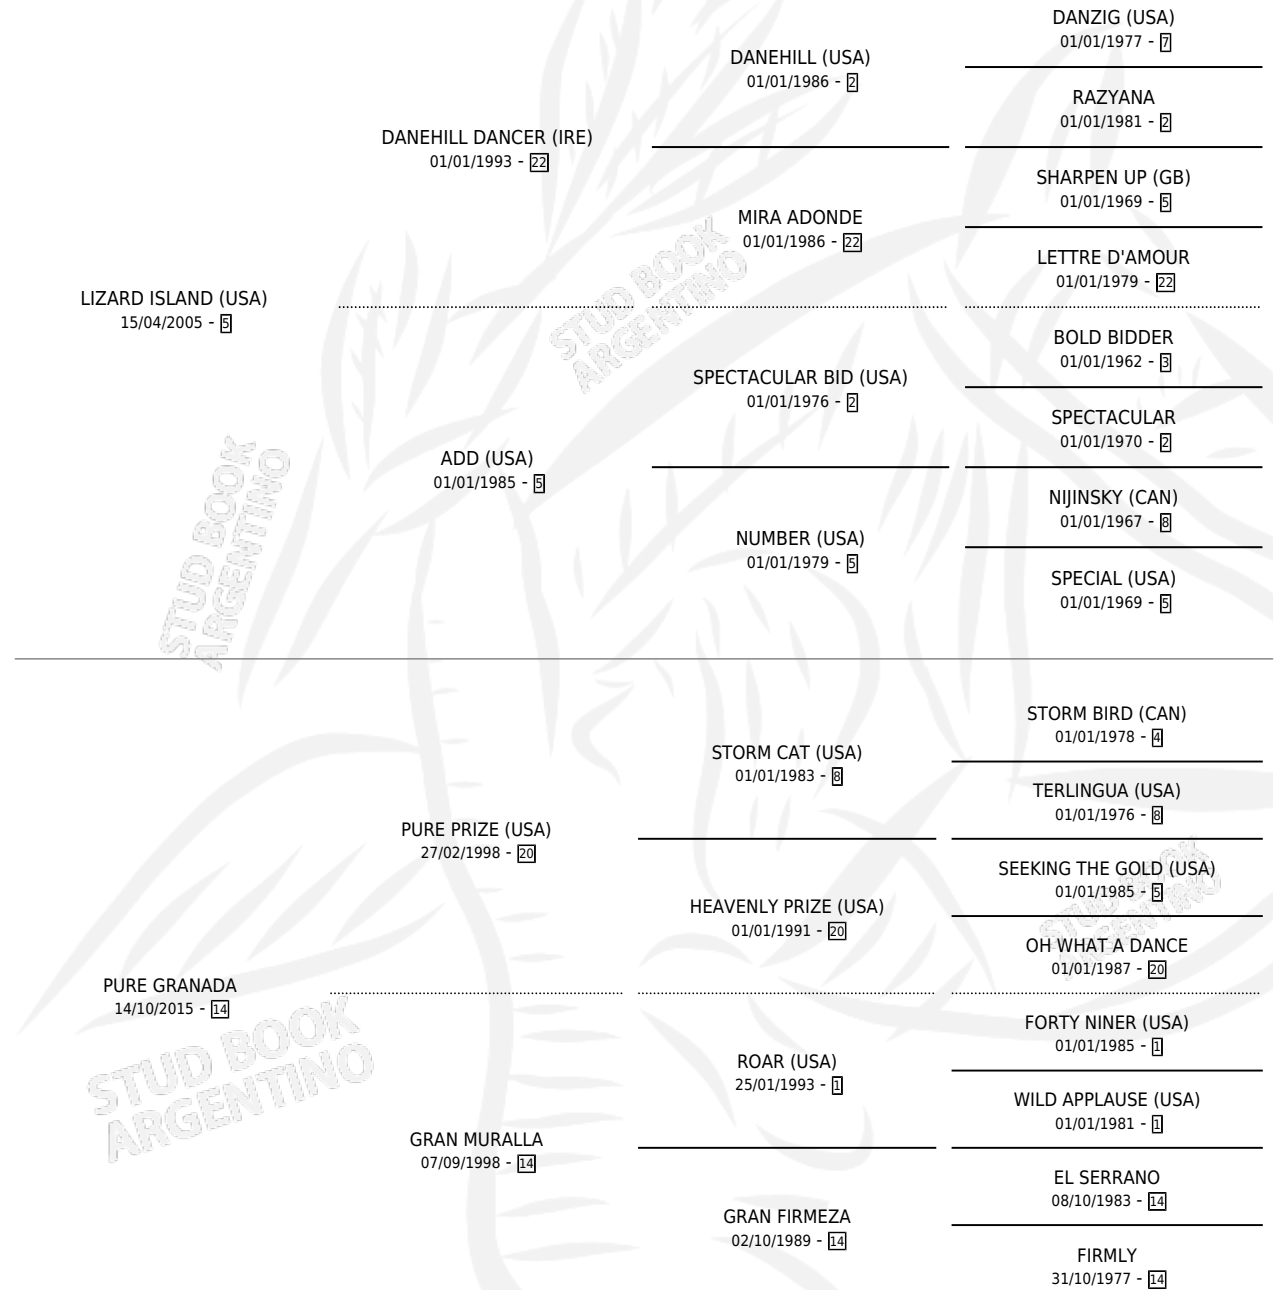 DANZIG (USA)
01/01/1977 - 7
DANEHILL (USA)
01/01/1986 - 2
RAZYANA
01/01/1981 - 2
DANEHILL DANCER (IRE)
01/01/1993 - 22
SHARPEN UP (GB)
01/01/1969 - 5
MIRA ADONDE
01/01/1986 - 22
LETTRE D'AMOUR
01/01/1979 - 22
LIZARD ISLAND (USA)
15/04/2005 - 5
BOLD BIDDER
01/01/1962 - 3
SPECTACULAR BID (USA)
01/01/1976 - 2
SPECTACULAR
01/01/1970 - 2
ADD (USA)
01/01/1985 - 5
NIJINSKY (CAN)
01/01/1967 - 8
NUMBER (USA)
01/01/1979 - 5
SPECIAL (USA)
01/01/1969 - 5
STORM BIRD (CAN)
01/01/1978 - 4
STORM CAT (USA)
01/01/1983 - 8
TERLINGUA (USA)
01/01/1976 - 8
PURE PRIZE (USA)
27/02/1998 - 20
SEEKING THE GOLD (USA)
01/01/1985 - 5
HEAVENLY PRIZE (USA)
01/01/1991 - 20
OH WHAT A DANCE
01/01/1987 - 20
PURE GRANADA
14/10/2015 - 14
FORTY NINER (USA)
01/01/1985 - 1
ROAR (USA)
25/01/1993 - 1
WILD APPLAUSE (USA)
01/01/1981 - 1
GRAN MURALLA
07/09/1998 - 14
EL SERRANO
08/10/1983 - 14
GRAN FIRMEZA
02/10/1989 - 14
FIRMLY
31/10/1977 - 14
STUD BOOK
ARGENTINO
STUD BOOK
ARGENTINO
STUD BOOK
ARGENTINO
STUD BOOK
ARGENTINO